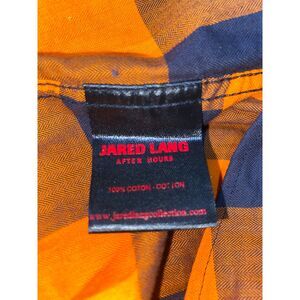 JARED LANG
AFTER HOURS
100% COTON - COTTON
www.jaredlangcollection.com